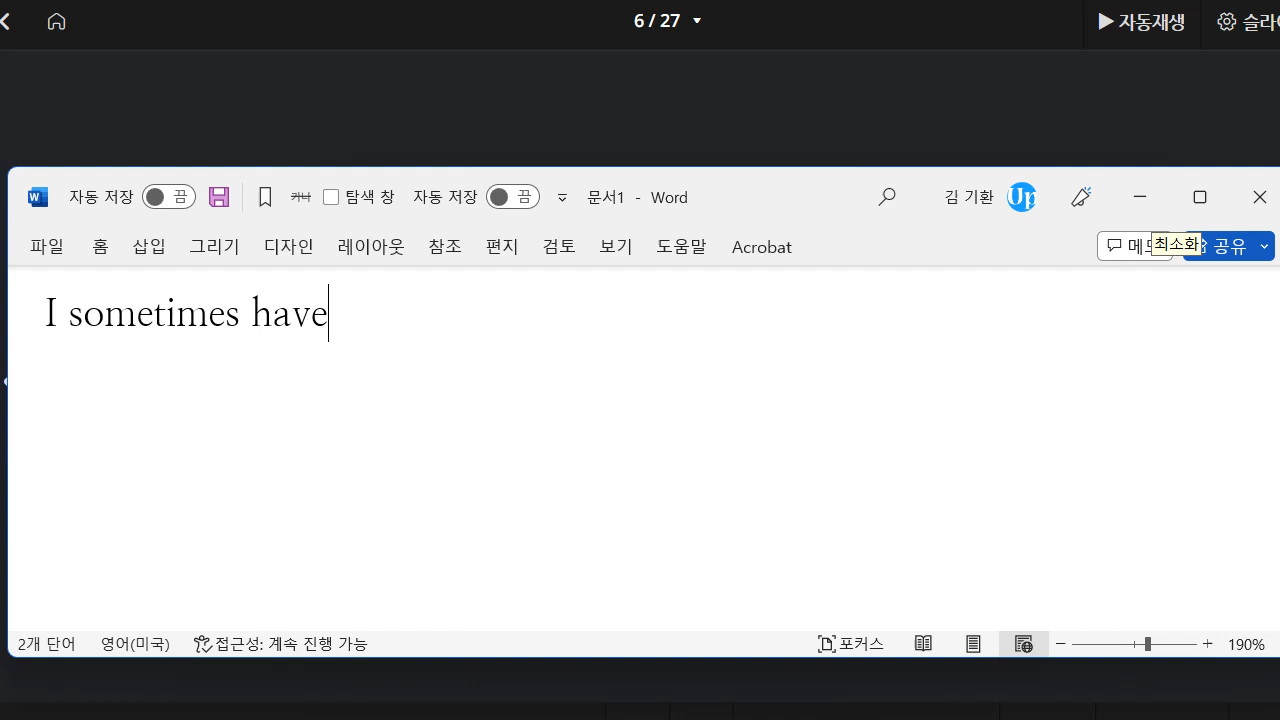 6 / 27
자동재생
자동 저장 끔 가나 탐색 창 자동 저장 끔 문서1 - Word 김 기환 Up
파일 홈 삽입 그리기 디자인 레이아웃 참조 편지 검토 보기 도움말 Acrobat 최소화 공유
I sometimes have
2개 단어 영어(미국) 접근성: 계속 진행 가능 포커스 190%